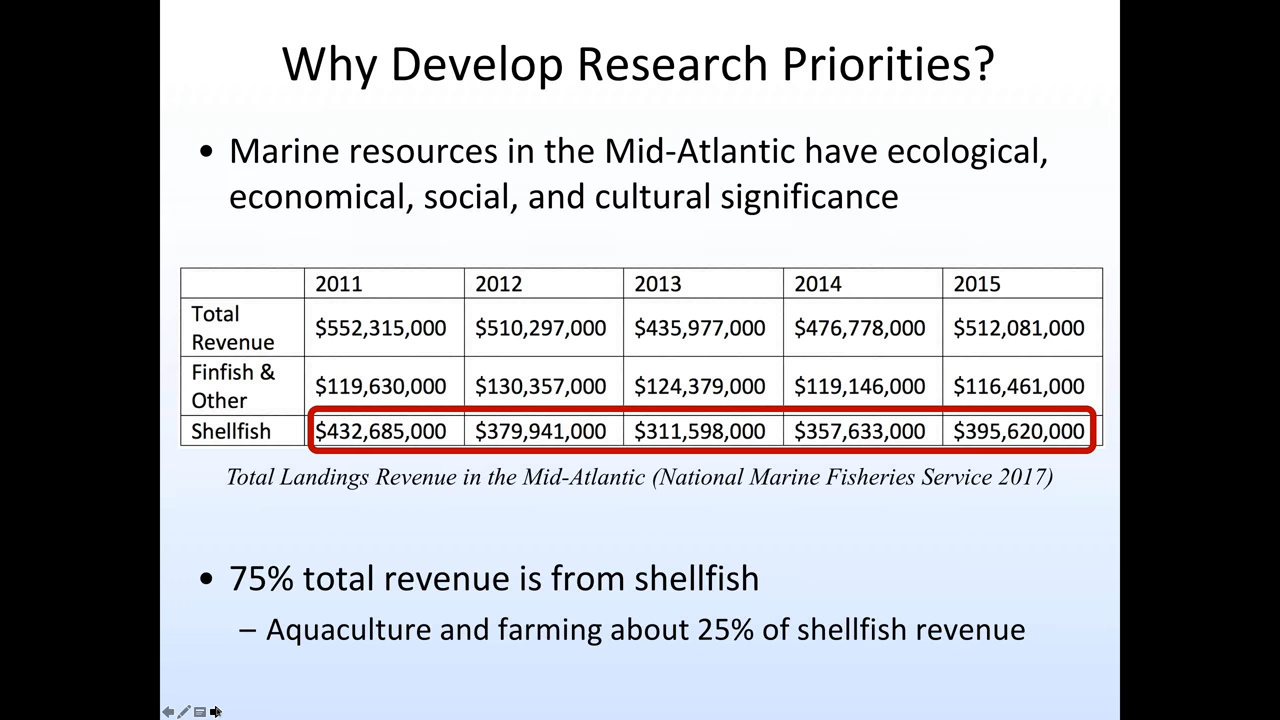 Why Develop Research Priorities?
• Marine resources in the Mid-Atlantic have ecological,
economical, social, and cultural significance
2011 2012 2013 2014 2015
Total
Revenue $552,315,000 $510,297,000 $435,977,000 $476,778,000 $512,081,000
Finfish &
Other $119,630,000 $130,357,000 $124,379,000 $119,146,000 $116,461,000
Shellfish $432,685,000 $379,941,000 $311,598,000 $357,633,000 $395,620,000
Total Landings Revenue in the Mid-Atlantic (National Marine Fisheries Service 2017)
• 75% total revenue is from shellfish
– Aquaculture and farming about 25% of shellfish revenue